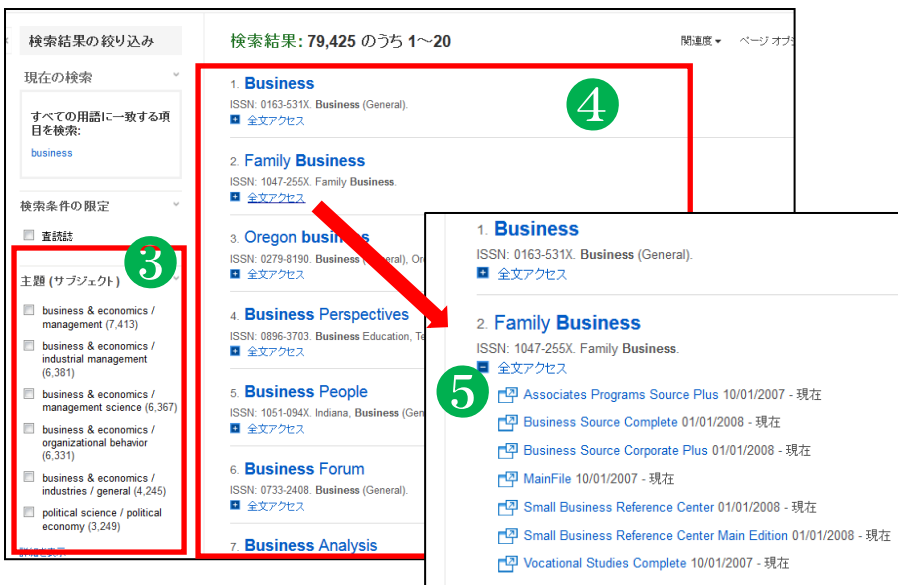 検索結果の絞り込み
現在の検索
すべての用語に一致する項
目を検索:
business
検索条件の限定
査読誌
3
主題 (サブジェクト)
business & economics /
management (7,413)
business & economics /
industrial management
(6,381)
business & economics /
management science (6,367)
business & economics /
organizational behavior
(6,331)
business & economics /
industries / general (4,245)
political science / political
economy (3,249)
検索結果: 79,425 のうち 1～20
関連度 ページ オプ
4
1. Business
ISSN: 0163-531X. Business (General).
全文アクセス
2. Family Business
ISSN: 1047-255X. Family Business.
全文アクセス
3. Oregon business
ISSN: 0279-8190. Business (General), Or
全文アクセス
4. Business Perspectives
ISSN: 0896-3703. Business Education, Te
全文アクセス
5. Business People
ISSN: 1051-094X. Indiana, Business (Gen
全文アクセス
6. Business Forum
ISSN: 0733-2408. Business (General).
全文アクセス
7. Business Analysis
1. Business
ISSN: 0163-531X. Business (General).
全文アクセス
2. Family Business
ISSN: 1047-255X. Family Business.
全文アクセス
5
Associates Programs Source Plus 10/01/2007 - 現在
Business Source Complete 01/01/2008 - 現在
Business Source Corporate Plus 01/01/2008 - 現在
MainFile 10/01/2007 - 現在
Small Business Reference Center 01/01/2008 - 現在
Small Business Reference Center Main Edition 01/01/2008 - 現在
Vocational Studies Complete 10/01/2007 - 現在